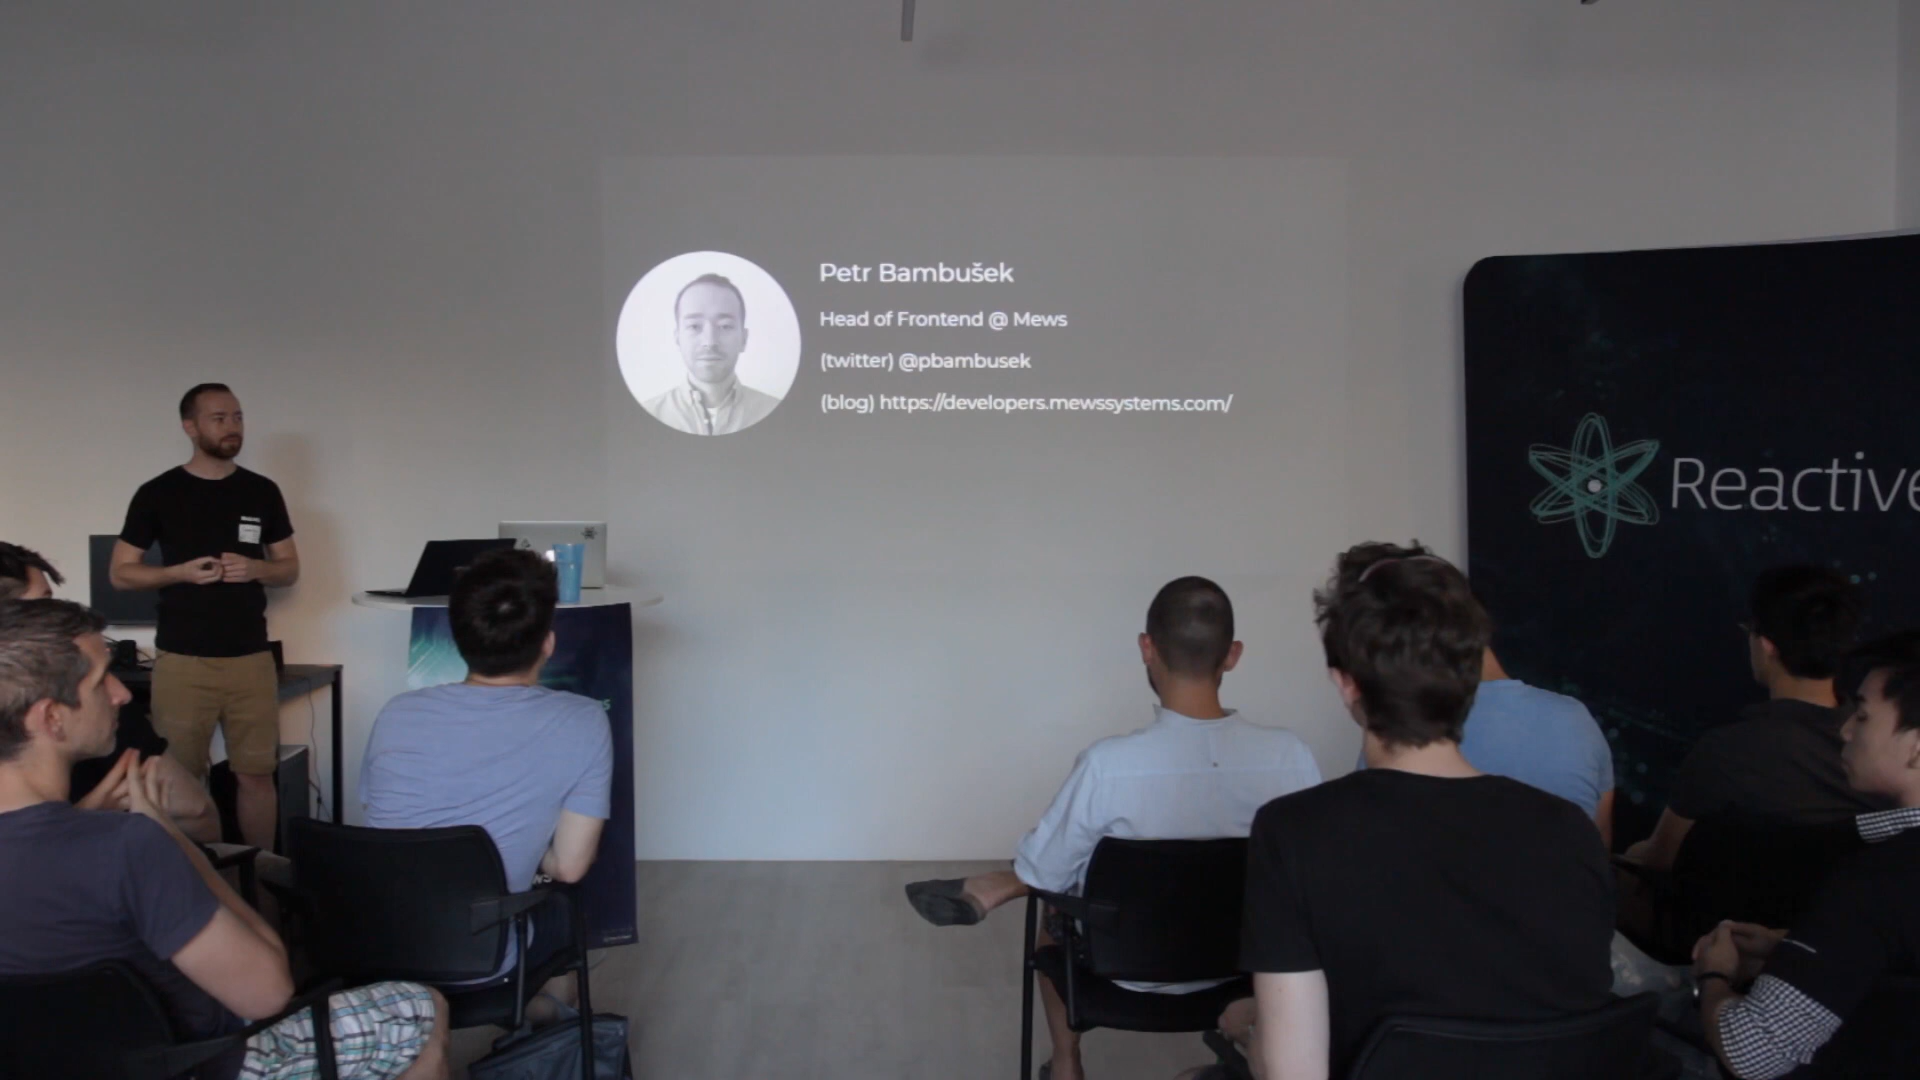 Petr Bambušek
Head of Frontend @ Mews
(twitter) @pbambusek
(blog) https://developers.mewssystems.com/
Reactive